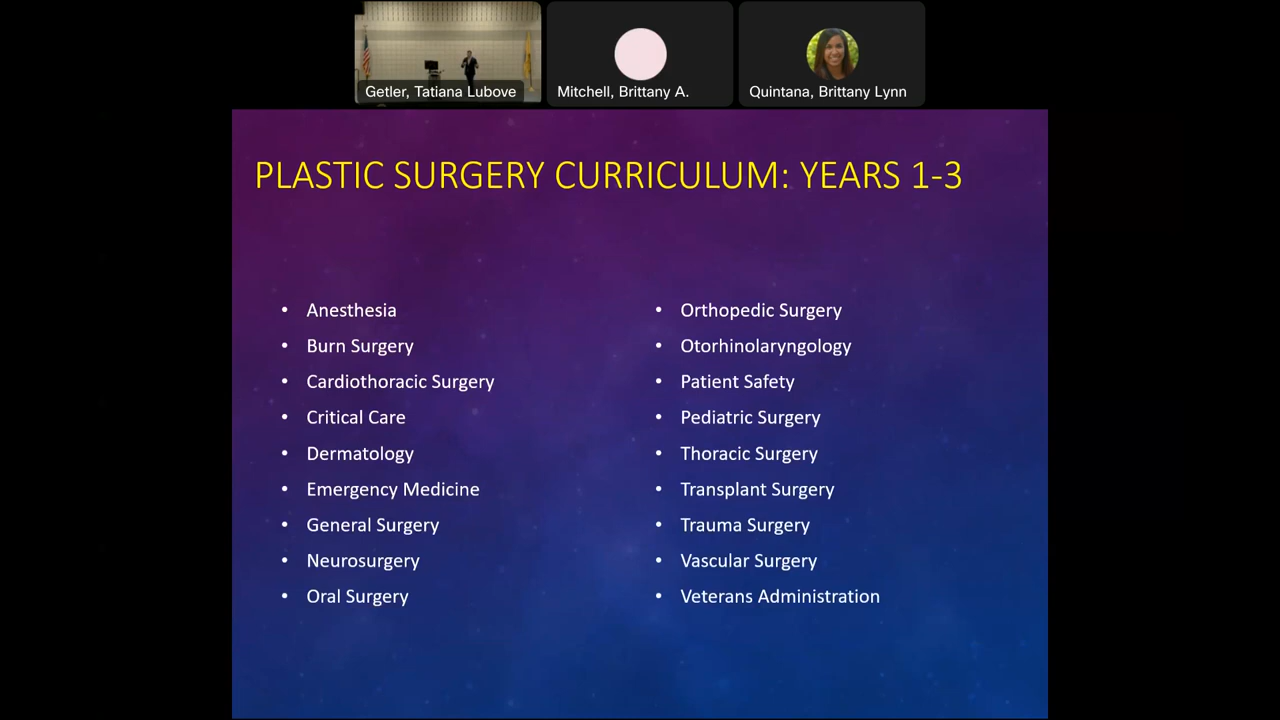 Getler, Tatiana Lubove
Mitchell, Brittany A.
Quintana, Brittany Lynn
PLASTIC SURGERY CURRICULUM: YEARS 1-3
• Anesthesia
• Burn Surgery
• Cardiothoracic Surgery
• Critical Care
• Dermatology
• Emergency Medicine
• General Surgery
• Neurosurgery
• Oral Surgery
• Orthopedic Surgery
• Otorhinolaryngology
• Patient Safety
• Pediatric Surgery
• Thoracic Surgery
• Transplant Surgery
• Trauma Surgery
• Vascular Surgery
• Veterans Administration